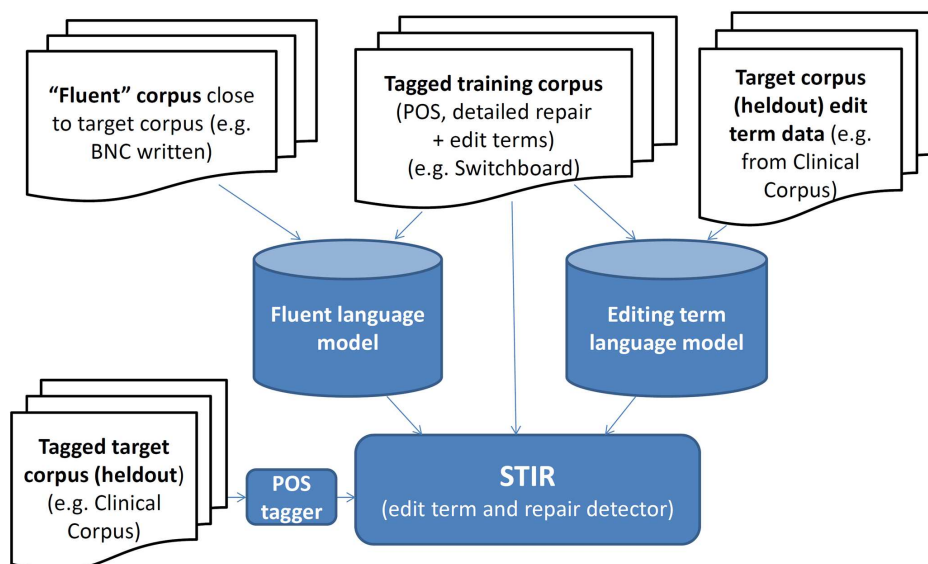 “Fluent” corpus close
to target corpus (e.g.
BNC written)
Tagged training corpus
(POS, detailed repair
+ edit terms)
(e.g. Switchboard)
Target corpus
(heldout) edit
term data (e.g.
from Clinical
Corpus)
Fluent language
model
Editing term
language model
Tagged target
corpus (heldout)
(e.g. Clinical
Corpus)
POS
tagger
STIR
(edit term and repair detector)